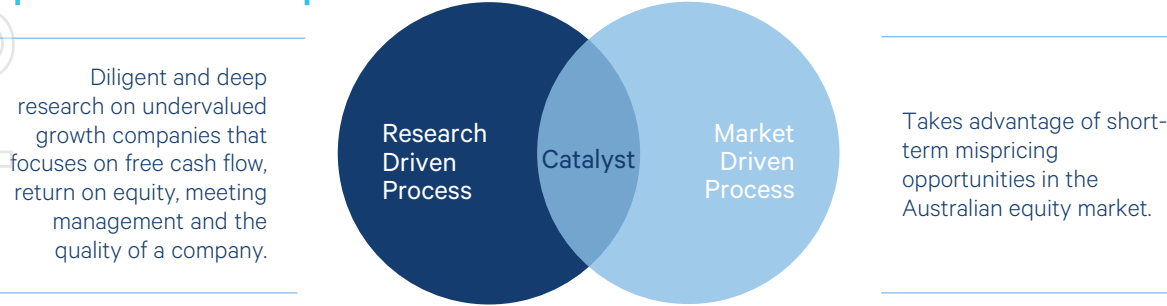 Diligent and deep
research on undervalued
growth companies that
focuses on free cash flow,
return on equity, meeting
management and the
quality of a company.
Research
Driven
Process
Catalyst
Market
Driven
Process
Takes advantage of short-
term mispricing
opportunities in the
Australian equity market.